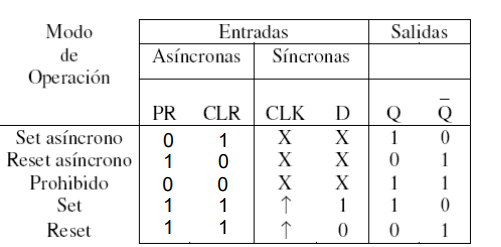 Modo Entradas Salidas
de Asíncronas Síncronas
Operación
PR CLR CLK D Q Q̅
Set asíncrono 0 1 X X 1 0
Reset asíncrono 1 0 X X 0 1
Prohibido 0 0 X X 1 1
Set 1 1 ↑ 1 1 0
Reset 1 1 ↑ 0 0 1